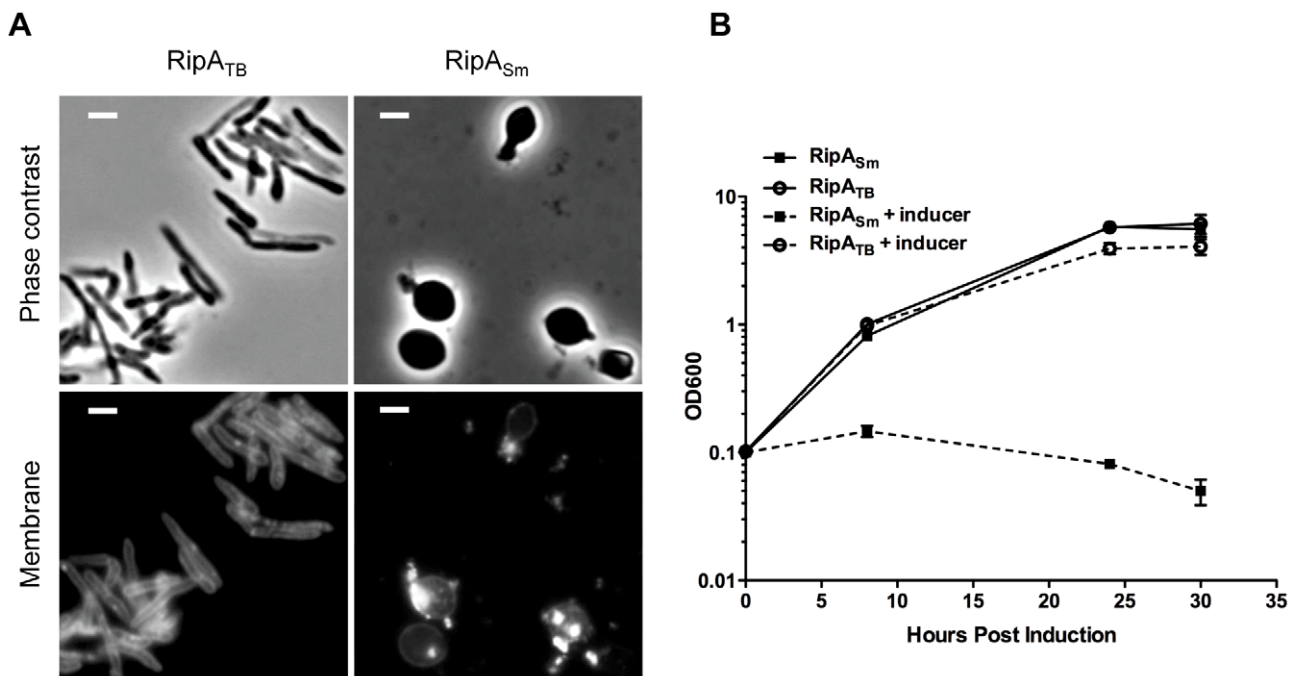 A
RipA_TB
RipA_Sm
Phase contrast
Membrane
B
RipA_Sm
RipA_TB
RipA_Sm + inducer
RipA_TB + inducer
10
1
0.1
0.01
OD600
0 5 10 15 20 25 30 35
Hours Post Induction